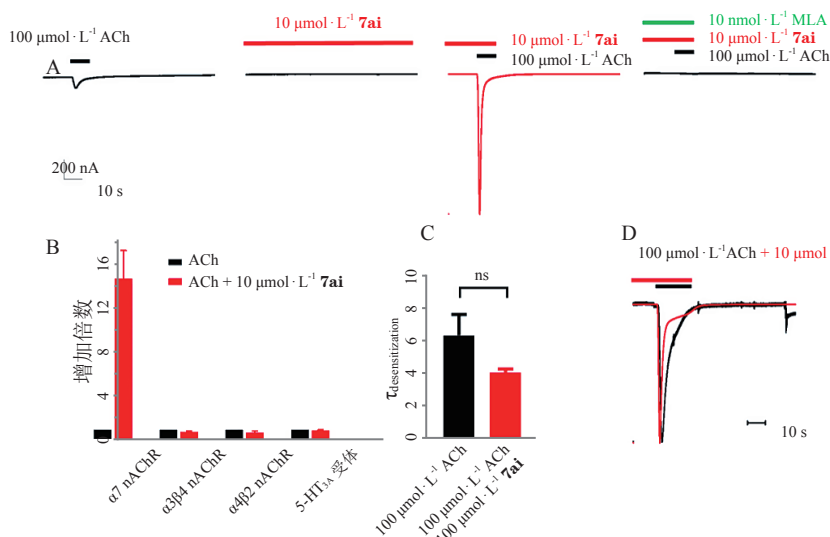 100 μmol·L⁻¹ ACh
10 μmol·L⁻¹ 7ai
10 μmol·L⁻¹ 7ai
100 μmol·L⁻¹ ACh
10 nmol·L⁻¹ MLA
10 μmol·L⁻¹ 7ai
100 μmol·L⁻¹ ACh
A
200 nA
10 s
B
增加倍数
16
12
8
4
0
ACh
ACh + 10 μmol·L⁻¹ 7ai
α7 nAChR
α3β4 nAChR
α4β2 nAChR
5-HT₃A 受体
C
τdesensitization
10
8
6
4
2
0
ns
100 μmol·L⁻¹ ACh
100 μmol·L⁻¹ ACh
100 μmol·L⁻¹ 7ai
D
100 μmol·L⁻¹ACh + 10 μmol
10 s